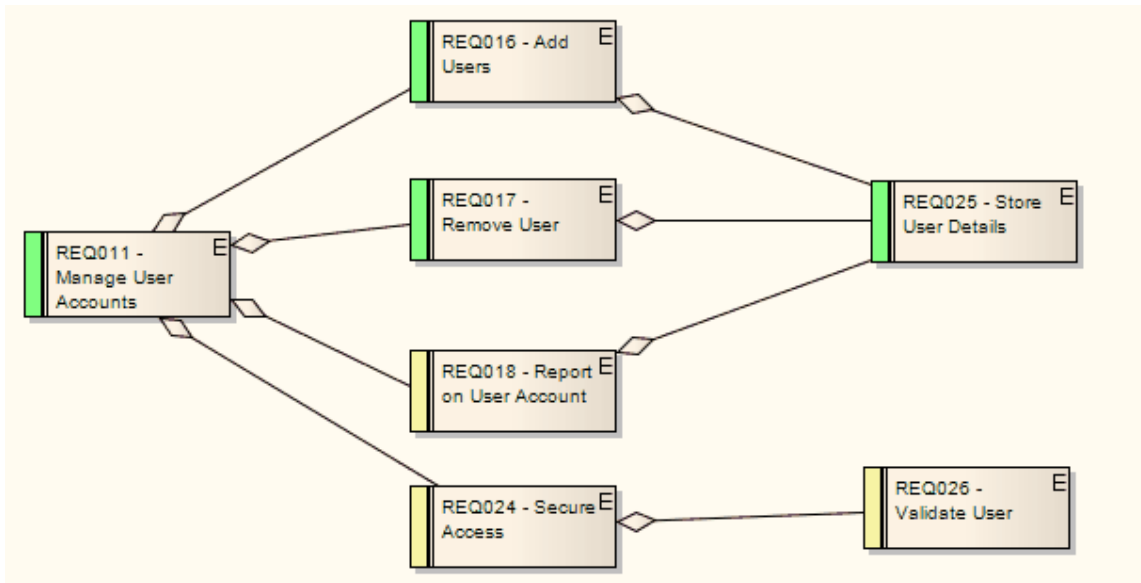 REQ016 - Add
Users
E
REQ017 -
Remove User
E
REQ025 - Store
User Details
E
REQ011 -
Manage User
Accounts
E
REQ018 - Report
on User Account
E
REQ024 - Secure
Access
E
REQ026 -
Validate User
E